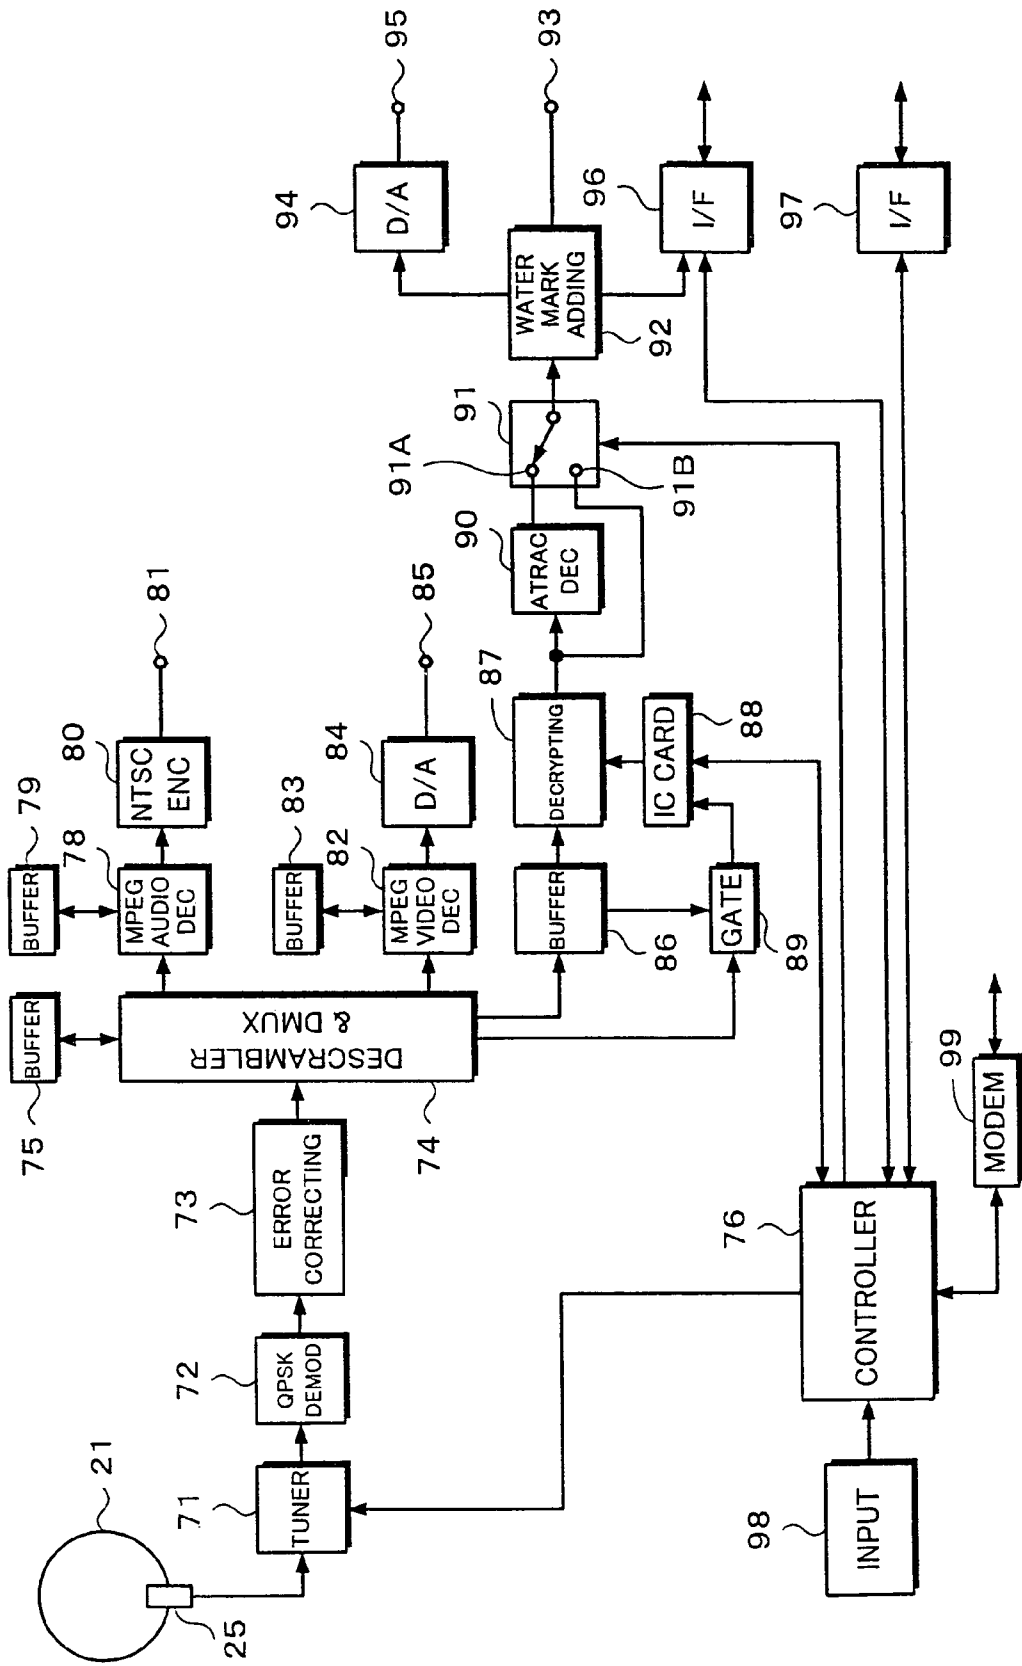 21
25
TUNER
71
QPSK
DEMOD
72
ERROR
CORRECTING
73
DESCRAMBLER
& DMUX
74
BUFFER
75
MPEG
AUDIO
DEC
78
BUFFER
79
NTSC
ENC
80
81
MPEG
VIDEO
DEC
82
BUFFER
83
D/A
84
85
BUFFER
86
DECRYPTING
87
IC CARD
88
GATE
89
ATRAC
DEC
90
91
91A
91B
WATER
MARK
ADDING
92
93
D/A
94
95
I/F
96
I/F
97
INPUT
98
CONTROLLER
76
MODEM
99